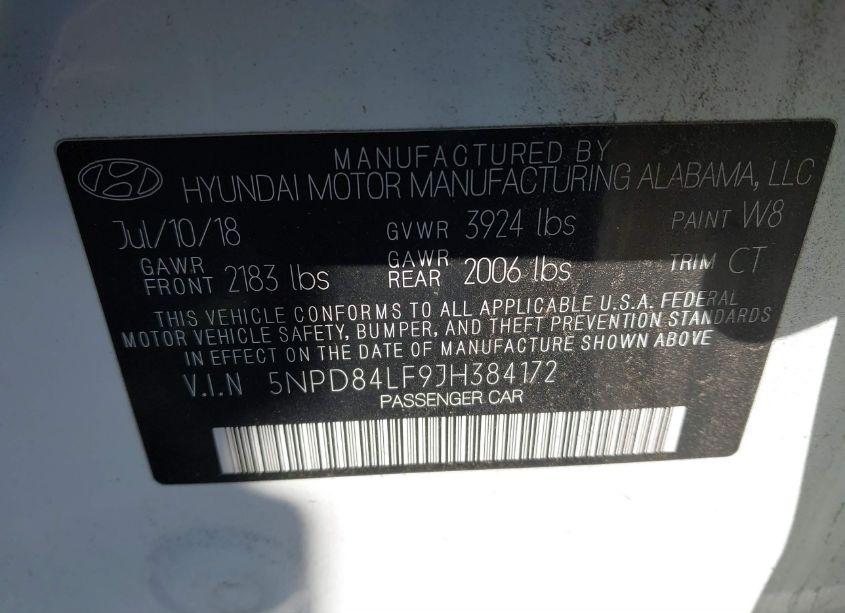 MANUFACTURED BY
HYUNDAI MOTOR MANUFACTURING ALABAMA, LLC
Jul/10/18 GVWR 3924 lbs PAINT W8
GAWR FRONT 2183 lbs GAWR REAR 2006 lbs TRIM CT
THIS VEHICLE CONFORMS TO ALL APPLICABLE U.S.A. FEDERAL
MOTOR VEHICLE SAFETY, BUMPER, AND THEFT PREVENTION STANDARDS
IN EFFECT ON THE DATE OF MANUFACTURE SHOWN ABOVE.
V.I.N 5NPD84LF9JH384172
PASSENGER CAR